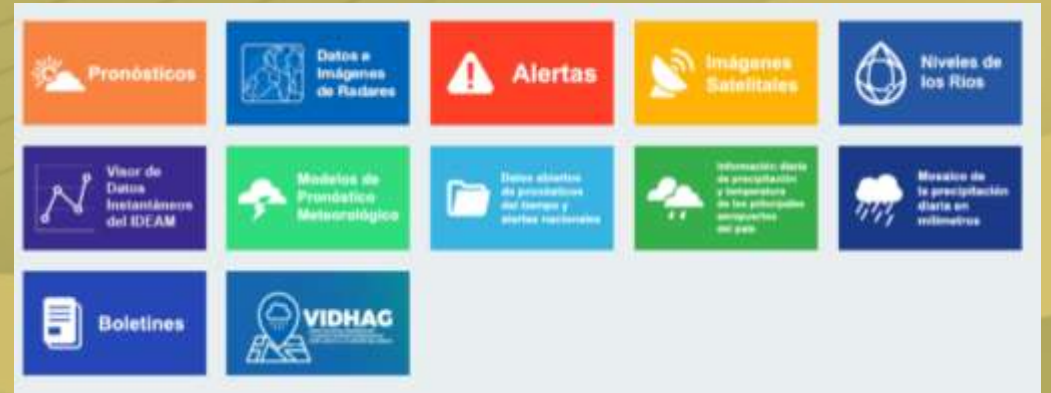 Pronósticos
Datos e
Imágenes
de Radares
Alertas
Imágenes
Satelitales
Niveles de
los Ríos
Visor de
Datos
Instantáneos
del IDEAM
Modelos de
Pronóstico
Meteorológico
Datos abiertos
de pronósticos
del tiempo y
alertas nacionales
Información diaria
de precipitación
y temperatura
de los principales
aeropuertos
del país
Mosaico de
la precipitación
diaria en
milímetros
Boletines
VIDHAG